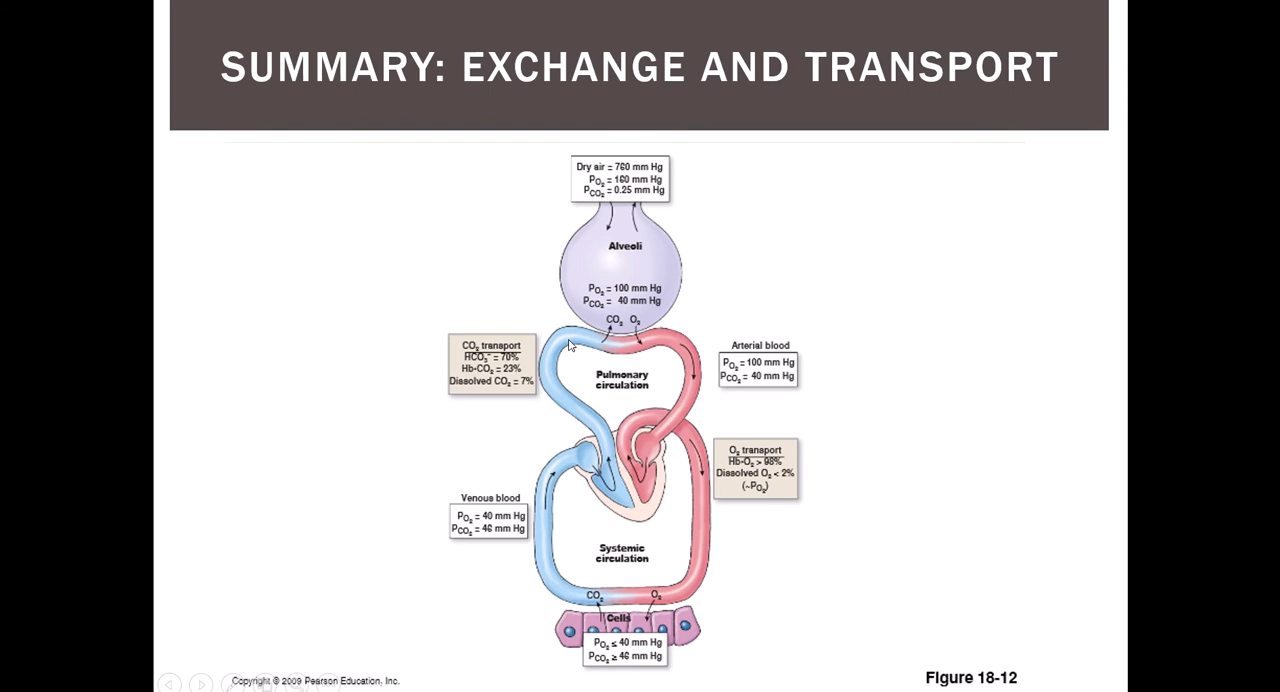 SUMMARY: EXCHANGE AND TRANSPORT
Dry air = 760 mm Hg
PO₂ = 160 mm Hg
PCO₂ = 0.25 mm Hg
Alveoli
PO₂ = 100 mm Hg
PCO₂ = 40 mm Hg
CO₂ O₂
CO₂ transport
HCO₃⁻ = 70%
Hb-CO₂ = 23%
Dissolved CO₂ = 7%
Pulmonary
circulation
Arterial blood
PO₂ = 100 mm Hg
PCO₂ = 40 mm Hg
O₂ transport
Hb-O₂ > 98%
Dissolved O₂ < 2%
(~PO₂)
Venous blood
PO₂ = 40 mm Hg
PCO₂ = 46 mm Hg
Systemic
circulation
CO₂ O₂
Cells
PO₂ ≤ 40 mm Hg
PCO₂ ≥ 46 mm Hg
Copyright © 2009 Pearson Education, Inc.
Figure 18-12